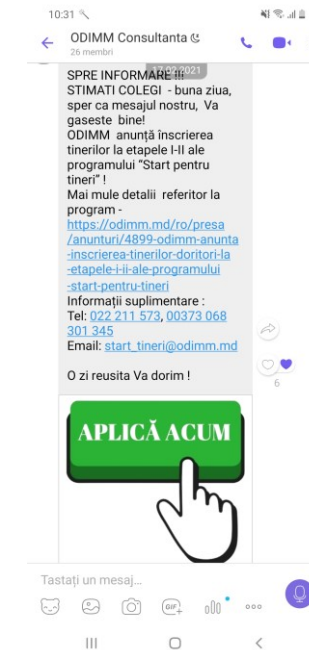 10:31
ODIMM Consultanta
26 membri
17.02.2021
SPRE INFORMARE !!!
STIMATI COLEGI - buna ziua,
sper ca mesajul nostru, Va
gaseste bine!
ODIMM anunță înscrierea
tinerilor la etapele I-II ale
programului “Start pentru
tineri” !
Mai mule detalii referitor la
program -
https://odimm.md/ro/presa
/anunturi/4899-odimm-anunta
-inscrierea-tinerilor-doritori-la
-etapele-i-ii-ale-programului
-start-pentru-tineri
Informații suplimentare :
Tel: 022 211 573, 00373 068
301 345
Email: start_tineri@odimm.md
O zi reusita Va dorim !
6
APLICĂ ACUM
Tastați un mesaj...
GIF